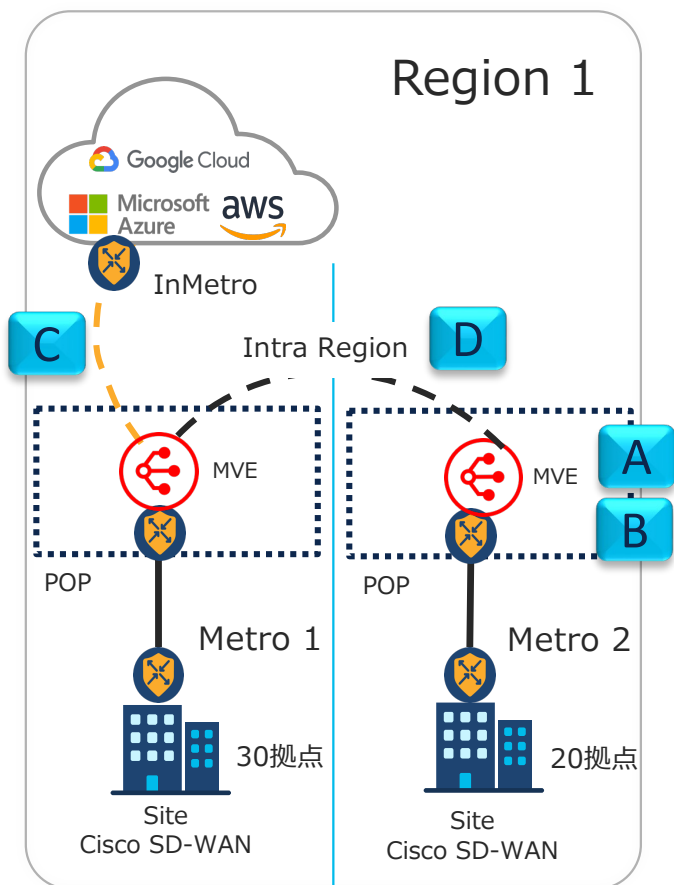 Region 1
Google Cloud
Microsoft
Azure
aws
InMetro
C
Intra Region
D
MVE
MVE
A
B
POP
POP
Metro 1
Metro 2
30拠点
20拠点
Site
Cisco SD-WAN
Site
Cisco SD-WAN